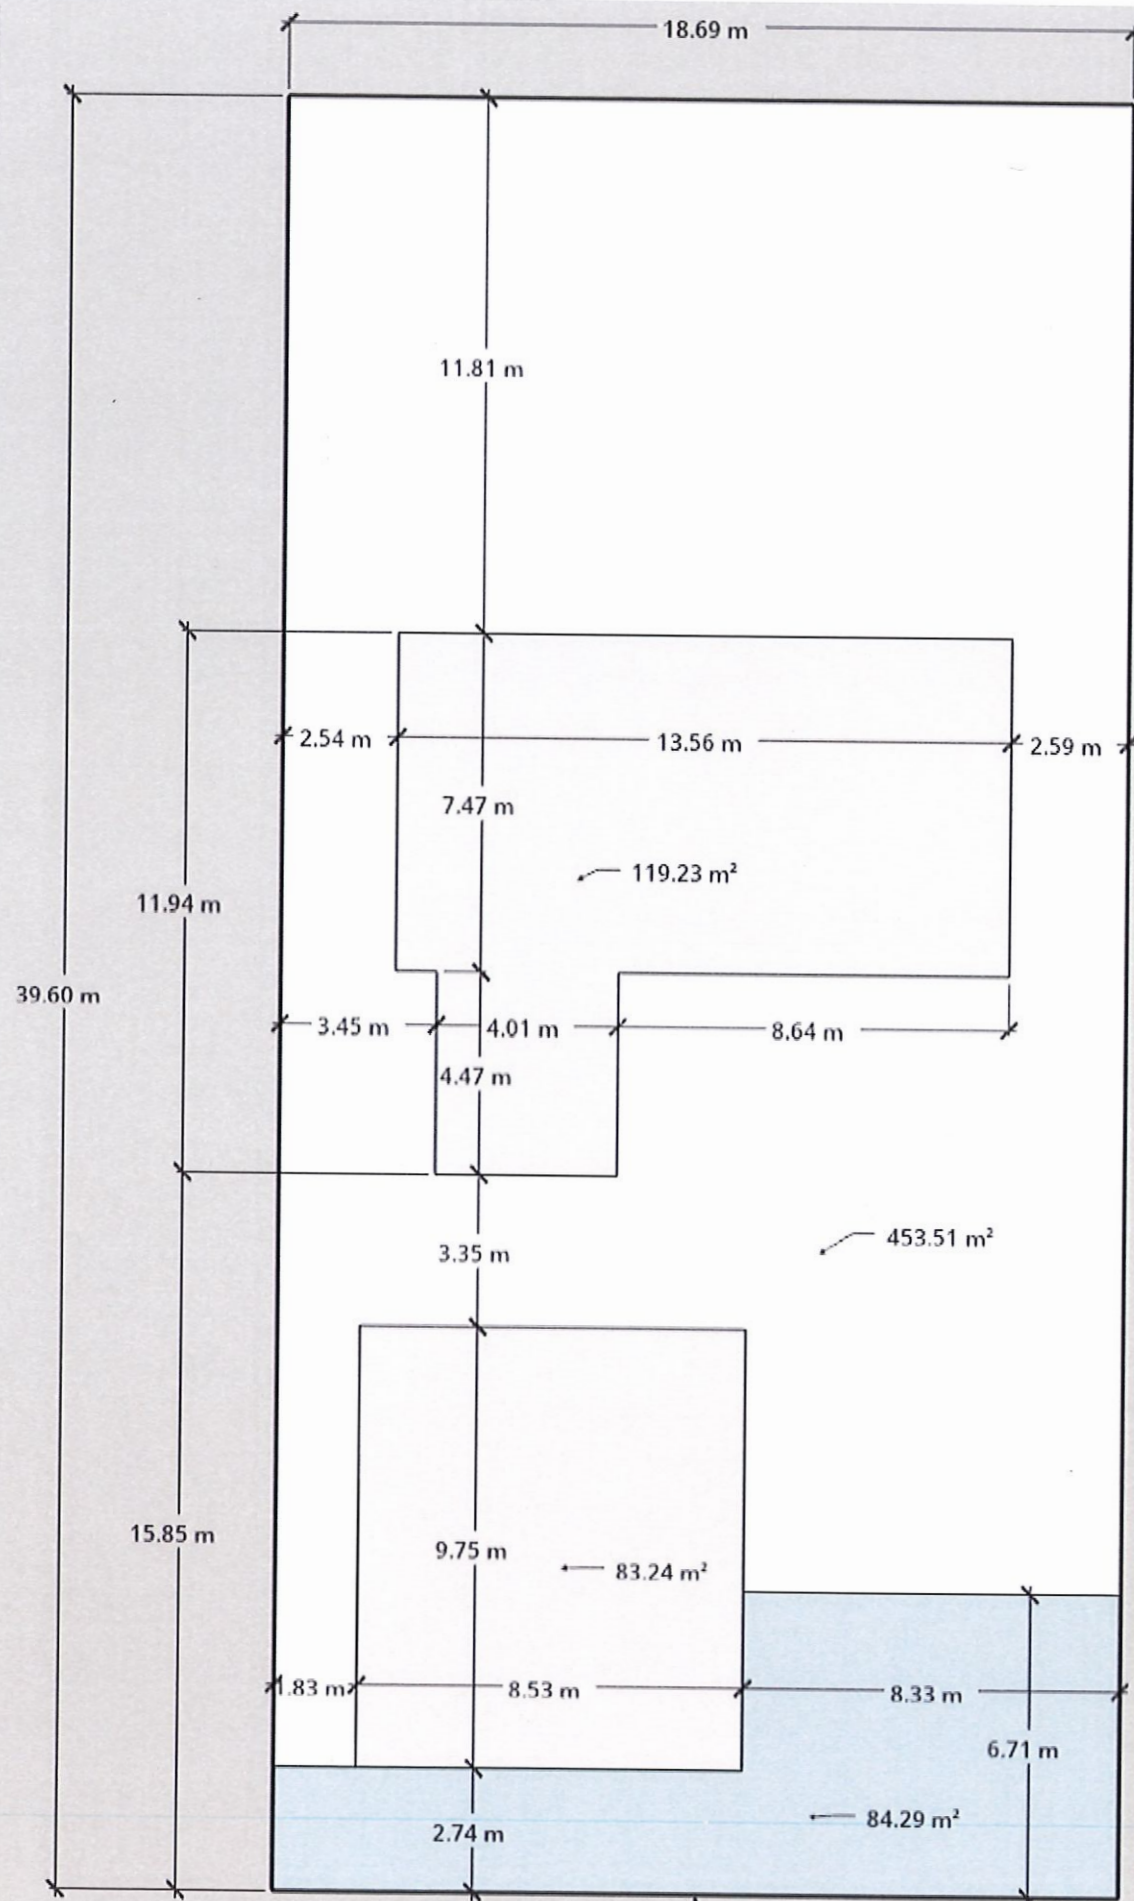 18.69 m
11.81 m
2.54 m
13.56 m
2.59 m
7.47 m
119.23 m²
11.94 m
39.60 m
3.45 m
4.01 m
8.64 m
4.47 m
453.51 m²
3.35 m
15.85 m
9.75 m
83.24 m²
1.83 m
8.53 m
8.33 m
6.71 m
84.29 m²
2.74 m